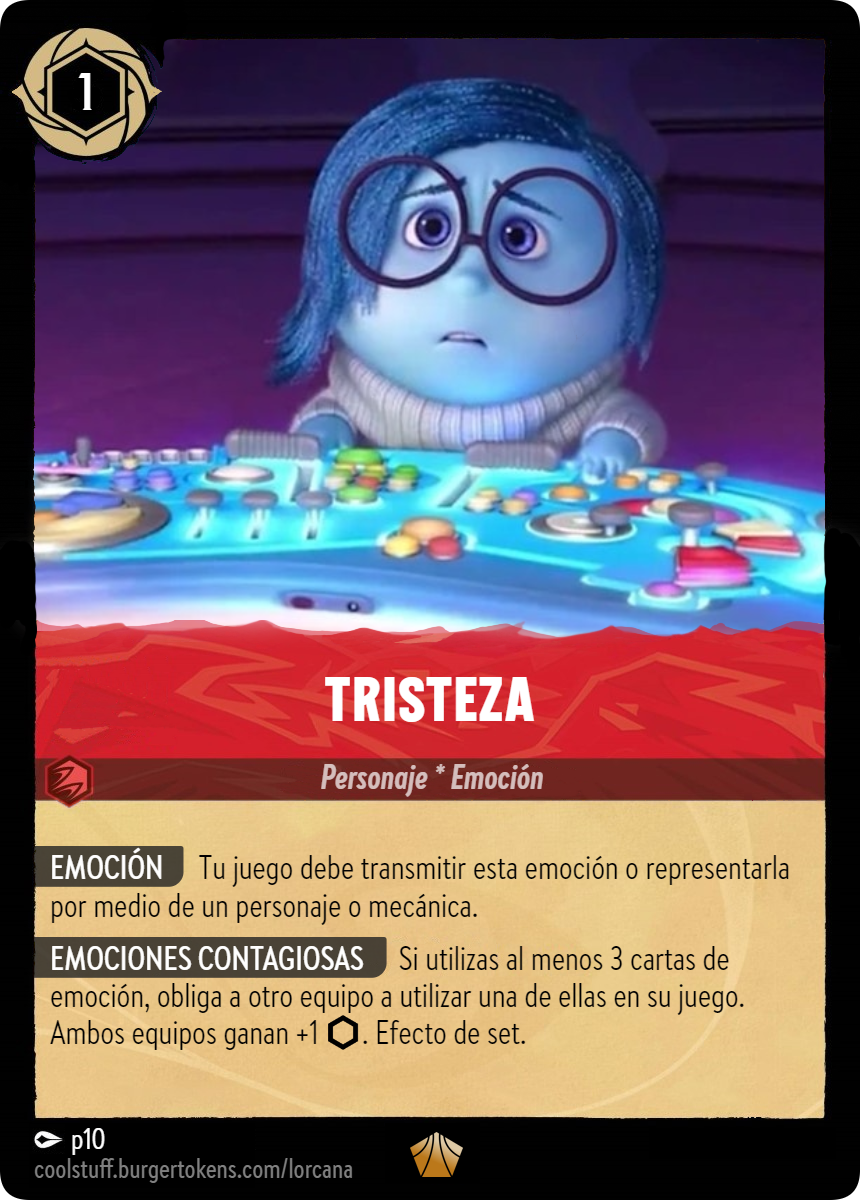 1
TRISTEZA
Personaje * Emoción
EMOCIÓN Tu juego debe transmitir esta emoción o representarla
por medio de un personaje o mecánica.
EMOCIONES CONTAGIOSAS Si utilizas al menos 3 cartas de
emoción, obliga a otro equipo a utilizar una de ellas en su juego.
Ambos equipos ganan +1 . Efecto de set.
p10
coolstuff.burgertokens.com/lorcana